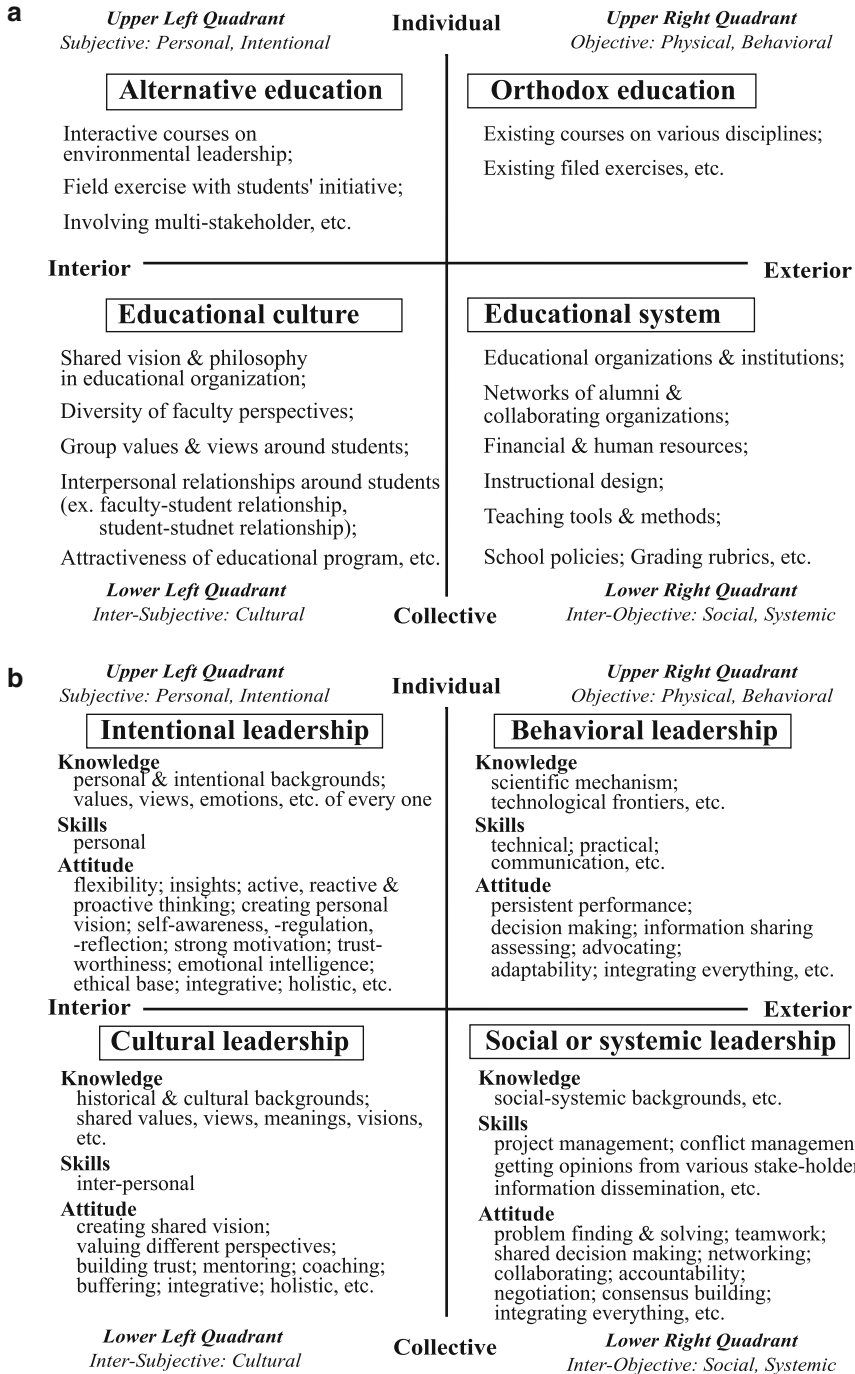 a
Upper Left Quadrant
Subjective: Personal, Intentional
Individual
Upper Right Quadrant
Objective: Physical, Behavioral
Alternative education
Interactive courses on
environmental leadership;
Field exercise with students' initiative;
Involving multi-stakeholder, etc.
Orthodox education
Existing courses on various disciplines;
Existing filed exercises, etc.
Interior
Exterior
Educational culture
Shared vision & philosophy
in educational organization;
Diversity of faculty perspectives;
Group values & views around students;
Interpersonal relationships around students
(ex. faculty-student relationship,
student-studnet relationship);
Attractiveness of educational program, etc.
Educational system
Educational organizations & institutions;
Networks of alumni &
collaborating organizations;
Financial & human resources;
Instructional design;
Teaching tools & methods;
School policies; Grading rubrics, etc.
Lower Left Quadrant
Inter-Subjective: Cultural
Collective
Lower Right Quadrant
Inter-Objective: Social, Systemic
b
Upper Left Quadrant
Subjective: Personal, Intentional
Individual
Upper Right Quadrant
Objective: Physical, Behavioral
Intentional leadership
Knowledge
personal & intentional backgrounds;
values, views, emotions, etc. of every one
Skills
personal
Attitude
flexibility; insights; active, reactive &
proactive thinking; creating personal
vision; self-awareness, -regulation,
-reflection; strong motivation; trust-
worthiness; emotional intelligence;
ethical base; integrative; holistic, etc.
Behavioral leadership
Knowledge
scientific mechanism;
technological frontiers, etc.
Skills
technical; practical;
communication, etc.
Attitude
persistent performance;
decision making; information sharing
assessing; advocating;
adaptability; integrating everything, etc.
Interior
Exterior
Cultural leadership
Knowledge
historical & cultural backgrounds;
shared values, views, meanings, visions,
etc.
Skills
inter-personal
Attitude
creating shared vision;
valuing different perspectives;
building trust; mentoring; coaching;
buffering; integrative; holistic, etc.
Social or systemic leadership
Knowledge
social-systemic backgrounds, etc.
Skills
project management; conflict managemen
getting opinions from various stake-holder
information dissemination, etc.
Attitude
problem finding & solving; teamwork;
shared decision making; networking;
collaborating; accountability;
negotiation; consensus building;
integrating everything, etc.
Lower Left Quadrant
Inter-Subjective: Cultural
Collective
Lower Right Quadrant
Inter-Objective: Social, Systemic